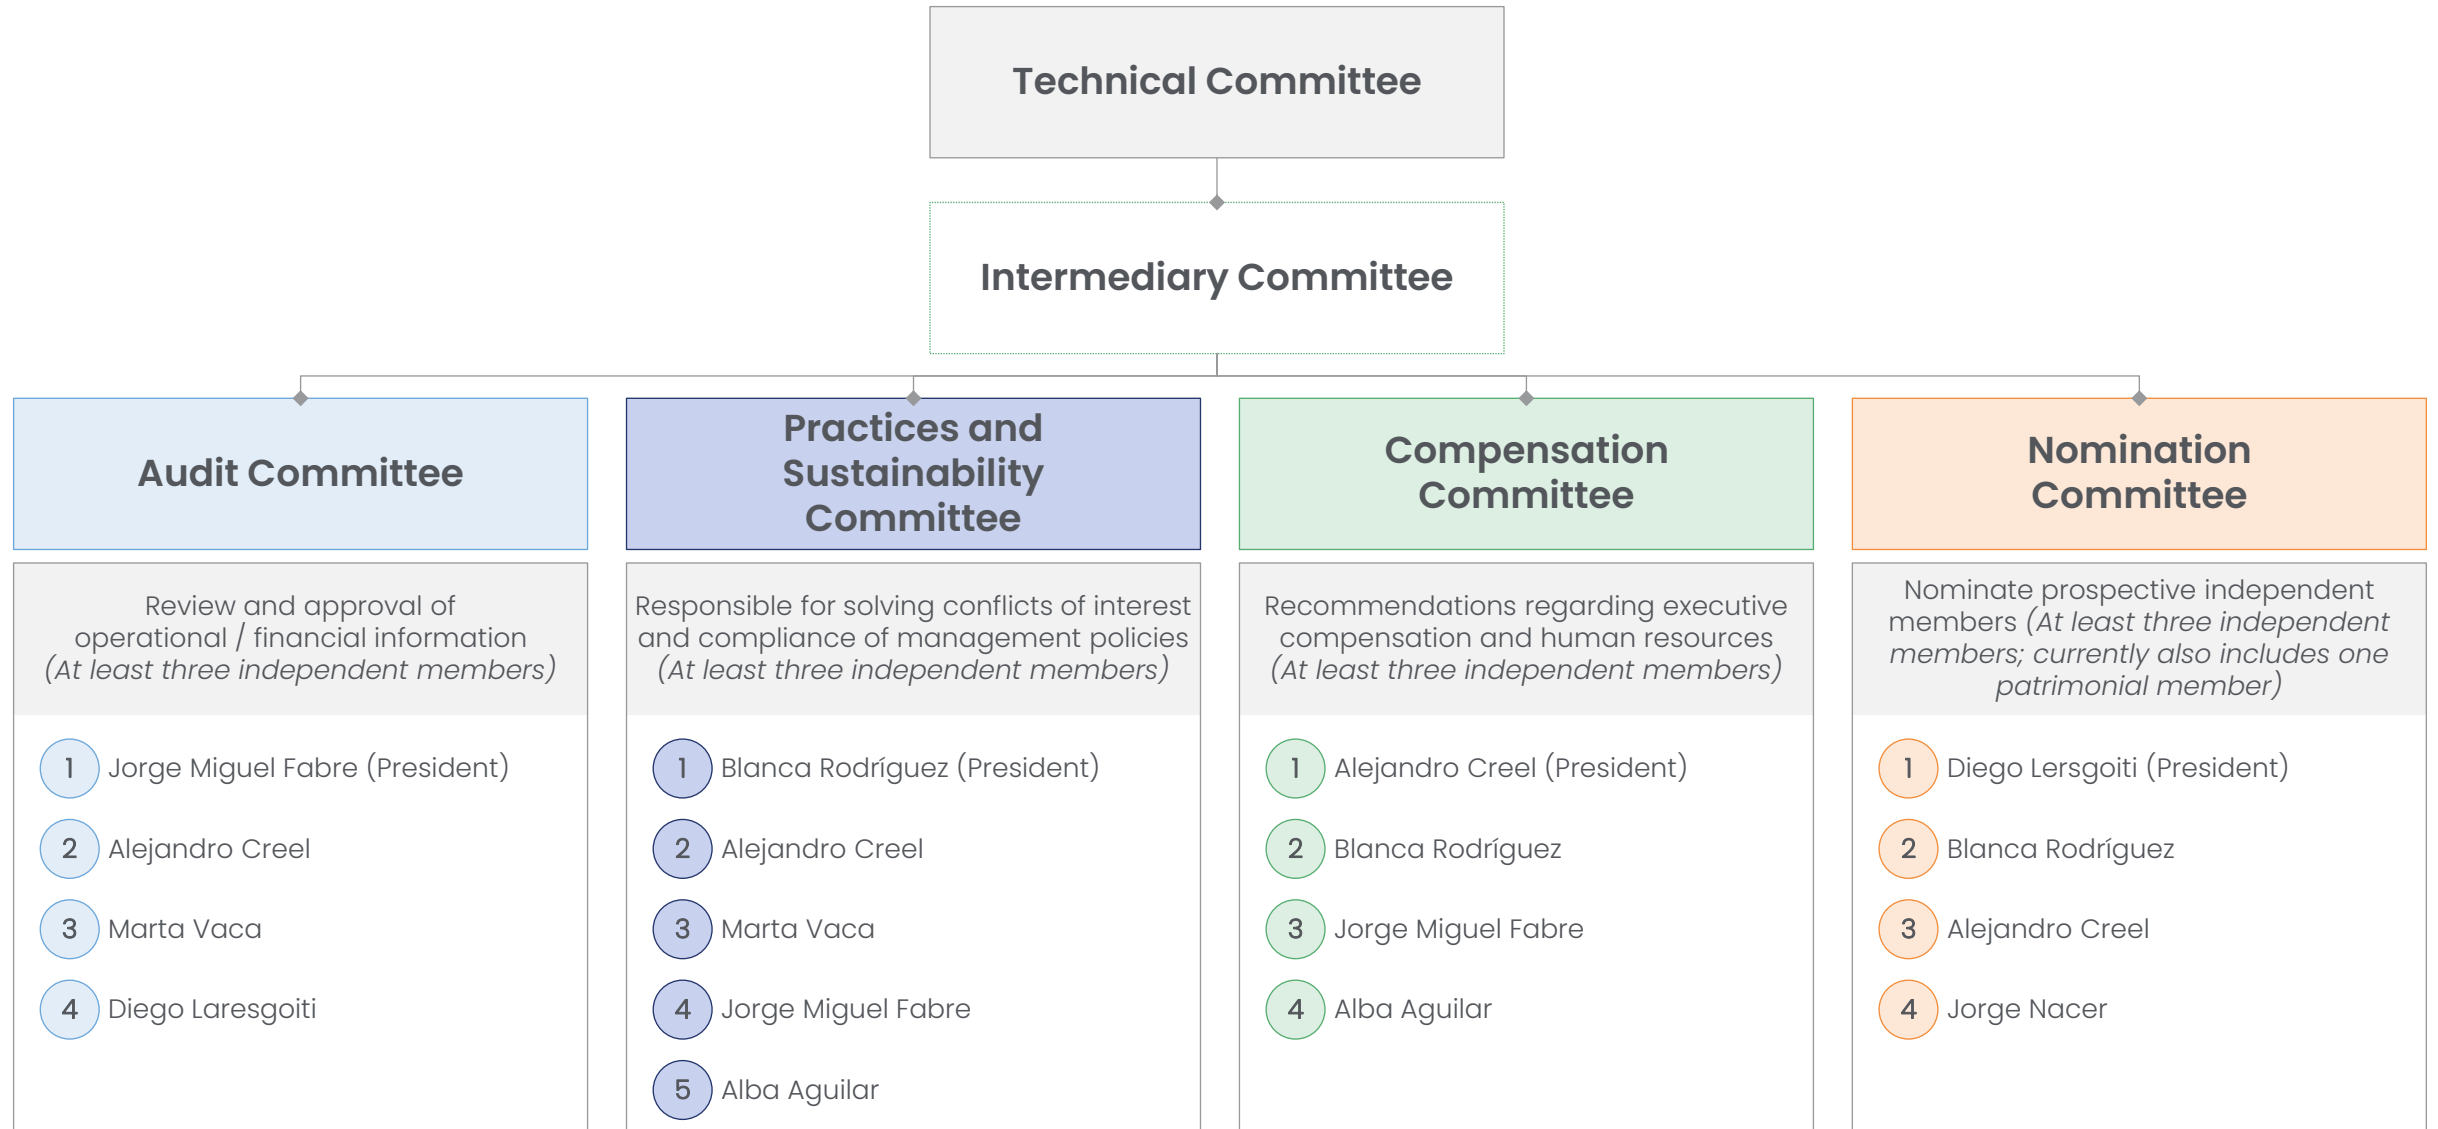 Technical Committee
Intermediary Committee
Audit Committee
Review and approval of
operational / financial information
(At least three independent members)
1 Jorge Miguel Fabre (President)
2 Alejandro Creel
3 Marta Vaca
4 Diego Laresgoiti
Practices and
Sustainability
Committee
Responsible for solving conflicts of interest
and compliance of management policies
(At least three independent members)
1 Blanca Rodríguez (President)
2 Alejandro Creel
3 Marta Vaca
4 Jorge Miguel Fabre
5 Alba Aguilar
Compensation
Committee
Recommendations regarding executive
compensation and human resources
(At least three independent members)
1 Alejandro Creel (President)
2 Blanca Rodríguez
3 Jorge Miguel Fabre
4 Alba Aguilar
Nomination
Committee
Nominate prospective independent
members (At least three independent
members; currently also includes one
patrimonial member)
1 Diego Lersgoiti (President)
2 Blanca Rodríguez
3 Alejandro Creel
4 Jorge Nacer